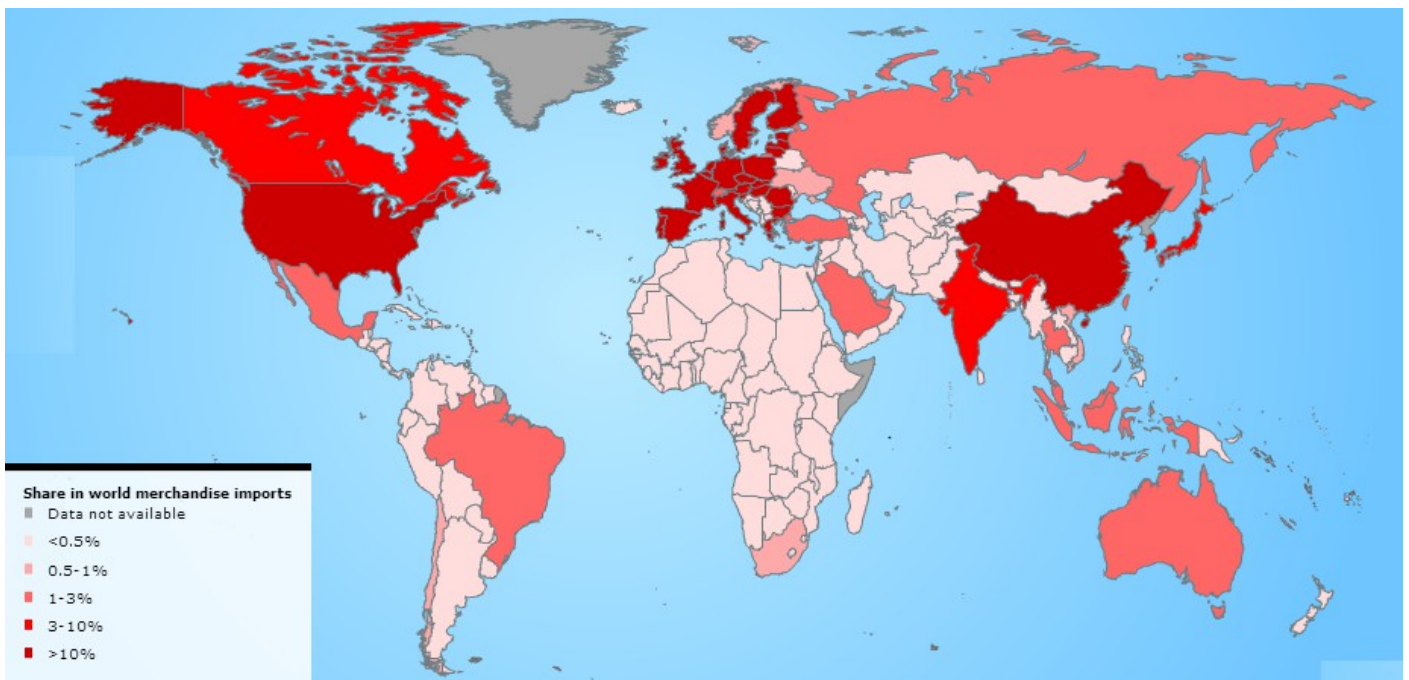 Share in world merchandise imports
Data not available
<0.5%
0.5-1%
1-3%
3-10%
>10%